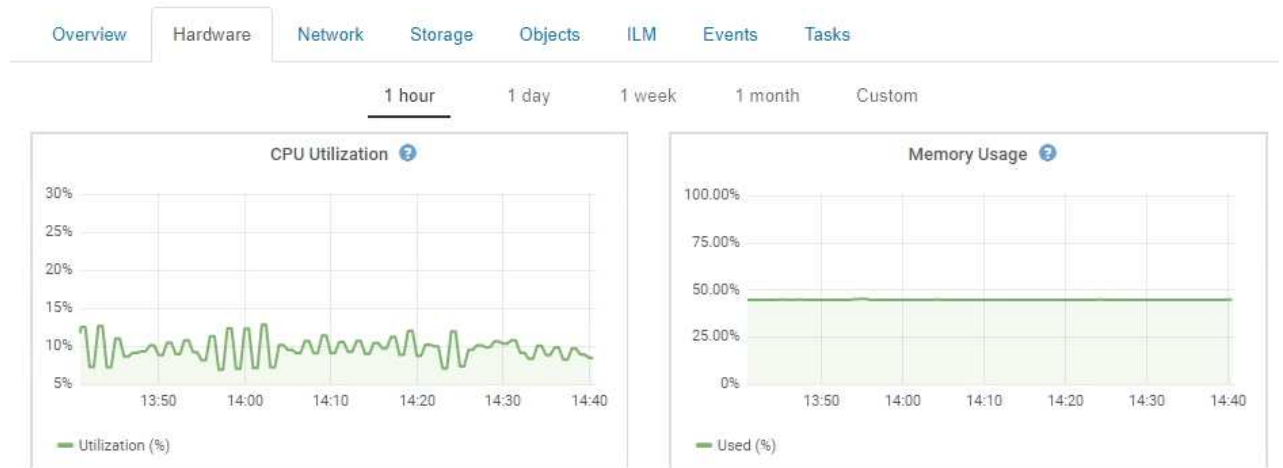 Overview Hardware Network Storage Objects ILM Events Tasks
1 hour 1 day 1 week 1 month Custom
CPU Utilization ?
30%
25%
20%
15%
10%
5%
13:50 14:00 14:10 14:20 14:30 14:40
Utilization (%)
Memory Usage ?
100.00%
75.00%
50.00%
25.00%
0%
13:50 14:00 14:10 14:20 14:30 14:40
Used (%)